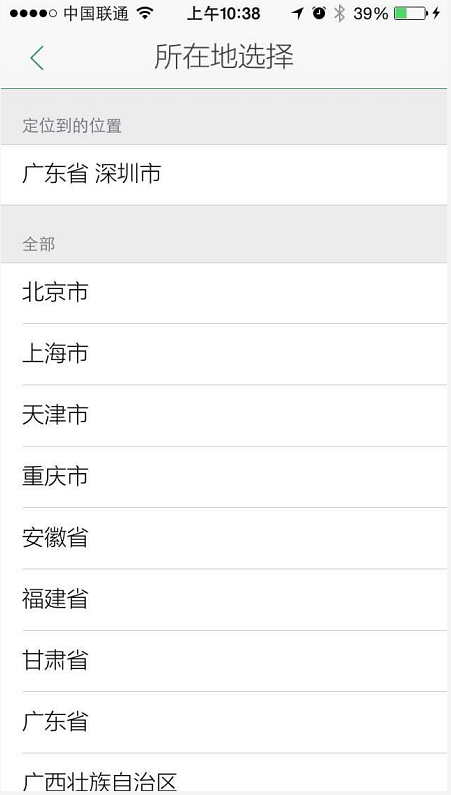 中国联通 上午10:38 39%
所在地选择
定位到的位置
广东省 深圳市
全部
北京市
上海市
天津市
重庆市
安徽省
福建省
甘肃省
广东省
广西壮族自治区